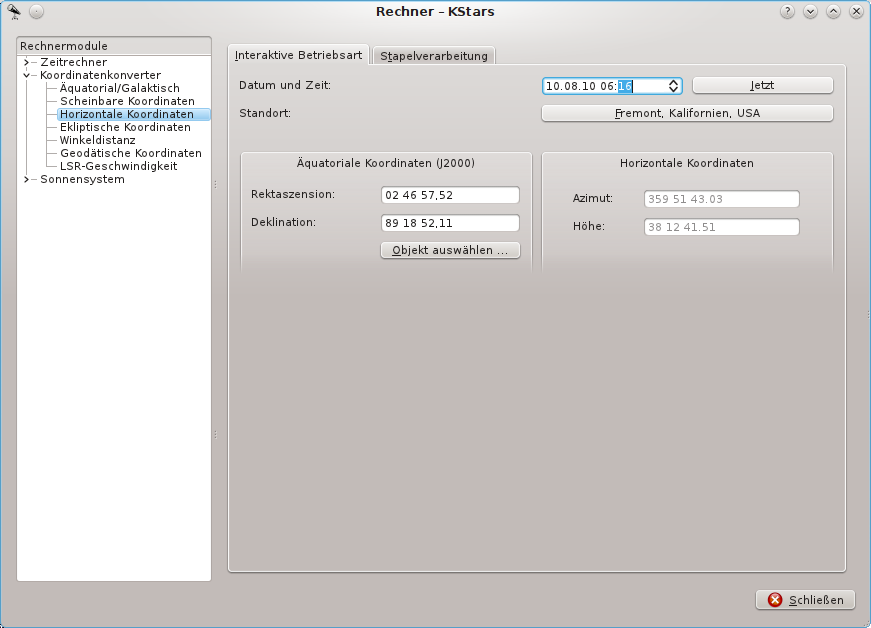 Rechner – KStars
Rechnermodule
Zeitrechner
Koordinatenkonverter
Äquatorial/Galaktisch
Scheinbare Koordinaten
Horizontale Koordinaten
Ekliptische Koordinaten
Winkeldistanz
Geodätische Koordinaten
LSR-Geschwindigkeit
Sonnensystem
Interaktive Betriebsart
Stapelverarbeitung
Datum und Zeit:
10.08.10 06:16
Jetzt
Standort:
Fremont, Kalifornien, USA
Äquatoriale Koordinaten (J2000)
Rektaszension:
02 46 57,52
Deklination:
89 18 52,11
Objekt auswählen ...
Horizontale Koordinaten
Azimut:
359 51 43.03
Höhe:
38 12 41.51
Schließen